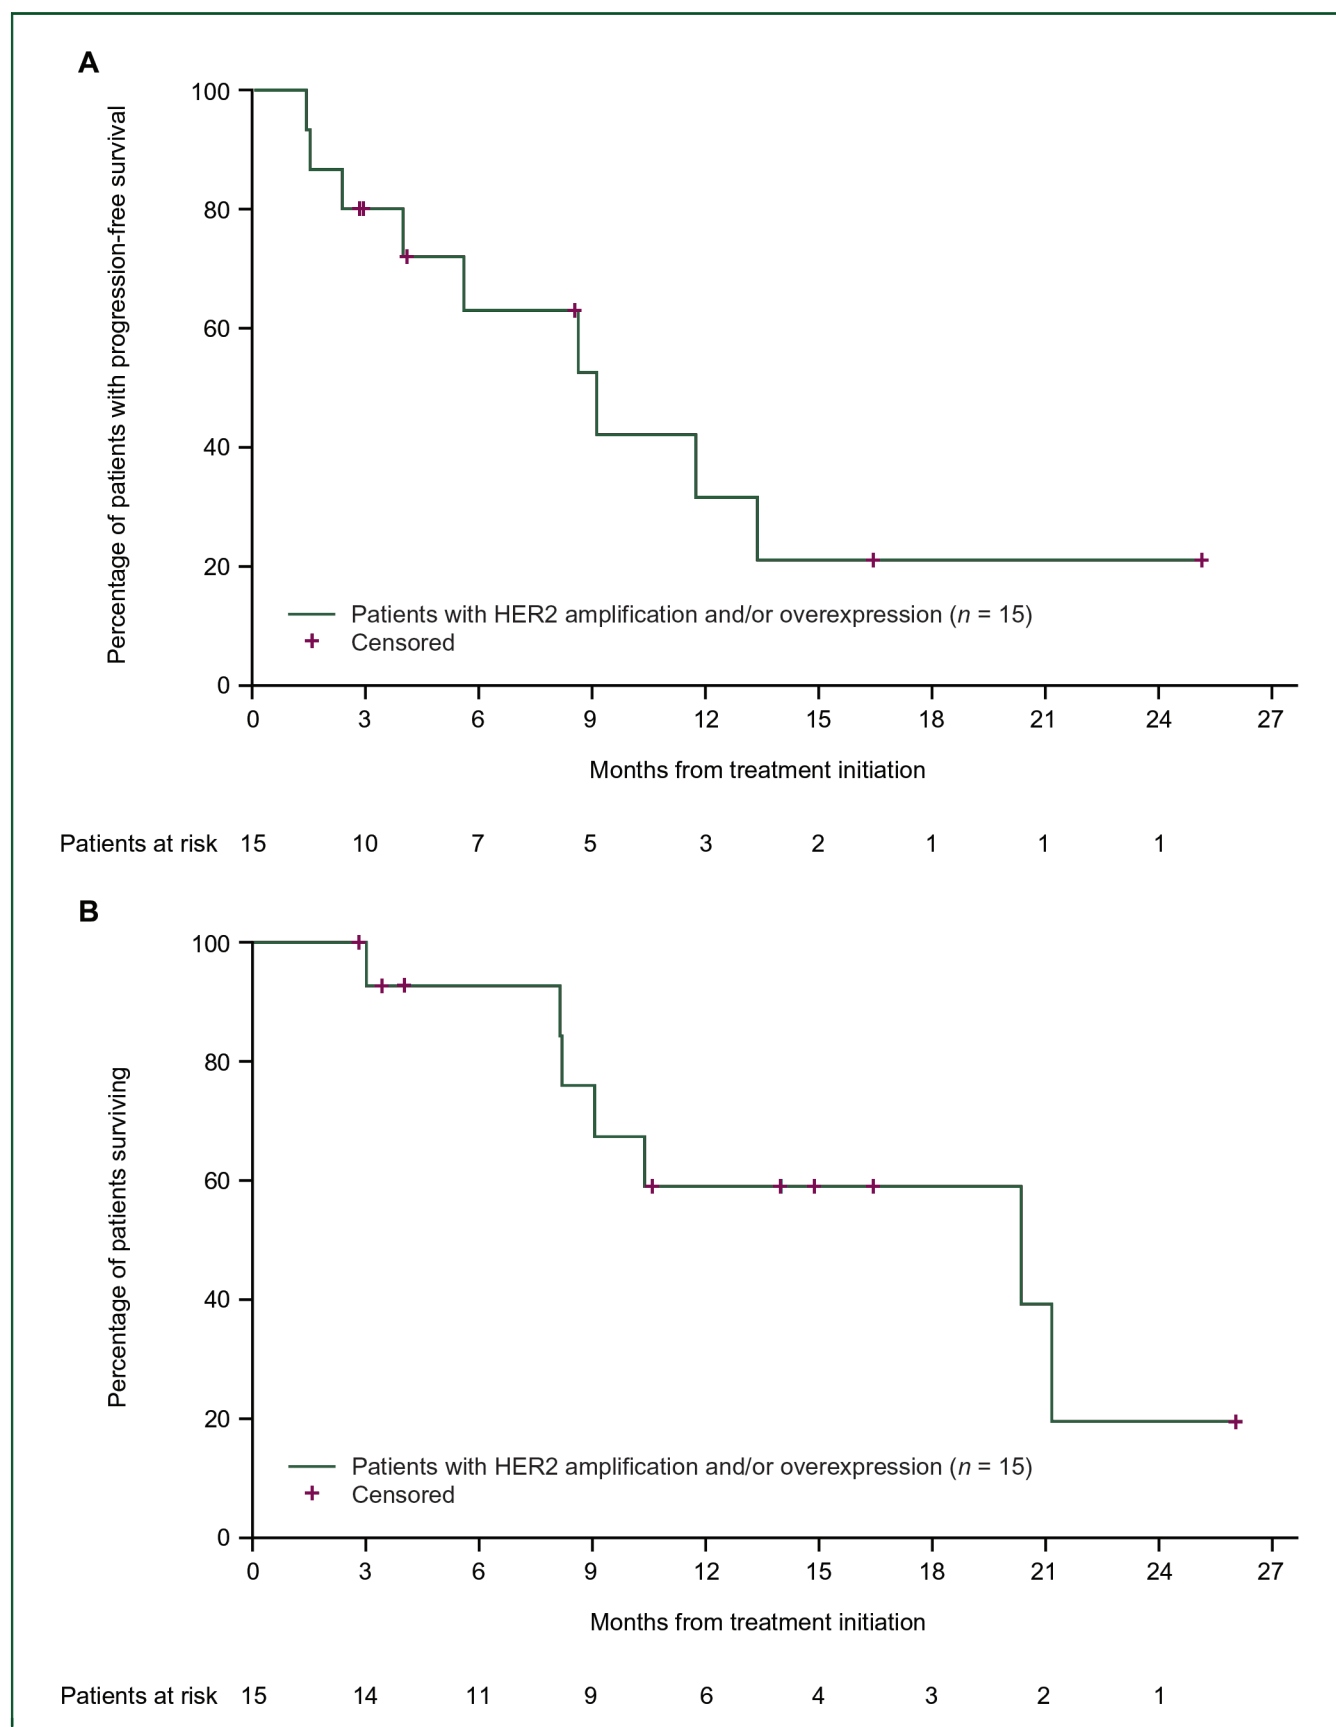 A
Percentage of patients with progression-free survival
100
80
60
40
20
0
Patients with HER2 amplification and/or overexpression (n = 15)
Censored
0 3 6 9 12 15 18 21 24 27
Months from treatment initiation
Patients at risk 15 10 7 5 3 2 1 1 1
B
Percentage of patients surviving
100
80
60
40
20
0
Patients with HER2 amplification and/or overexpression (n = 15)
Censored
0 3 6 9 12 15 18 21 24 27
Months from treatment initiation
Patients at risk 15 14 11 9 6 4 3 2 1